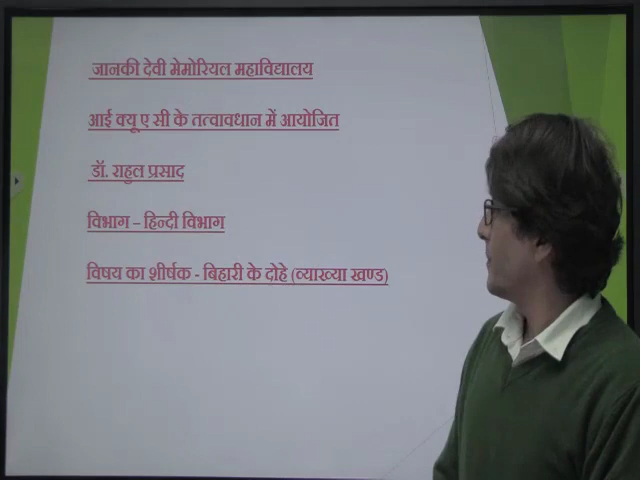 जानकी देवी मेमोरियल महाविद्यालय
आई क्यू ए सी के तत्वावधान में आयोजित
डॉ. राहुल प्रसाद
विभाग – हिन्दी विभाग
विषय का शीर्षक - बिहारी के दोहे (व्याख्या खण्ड)